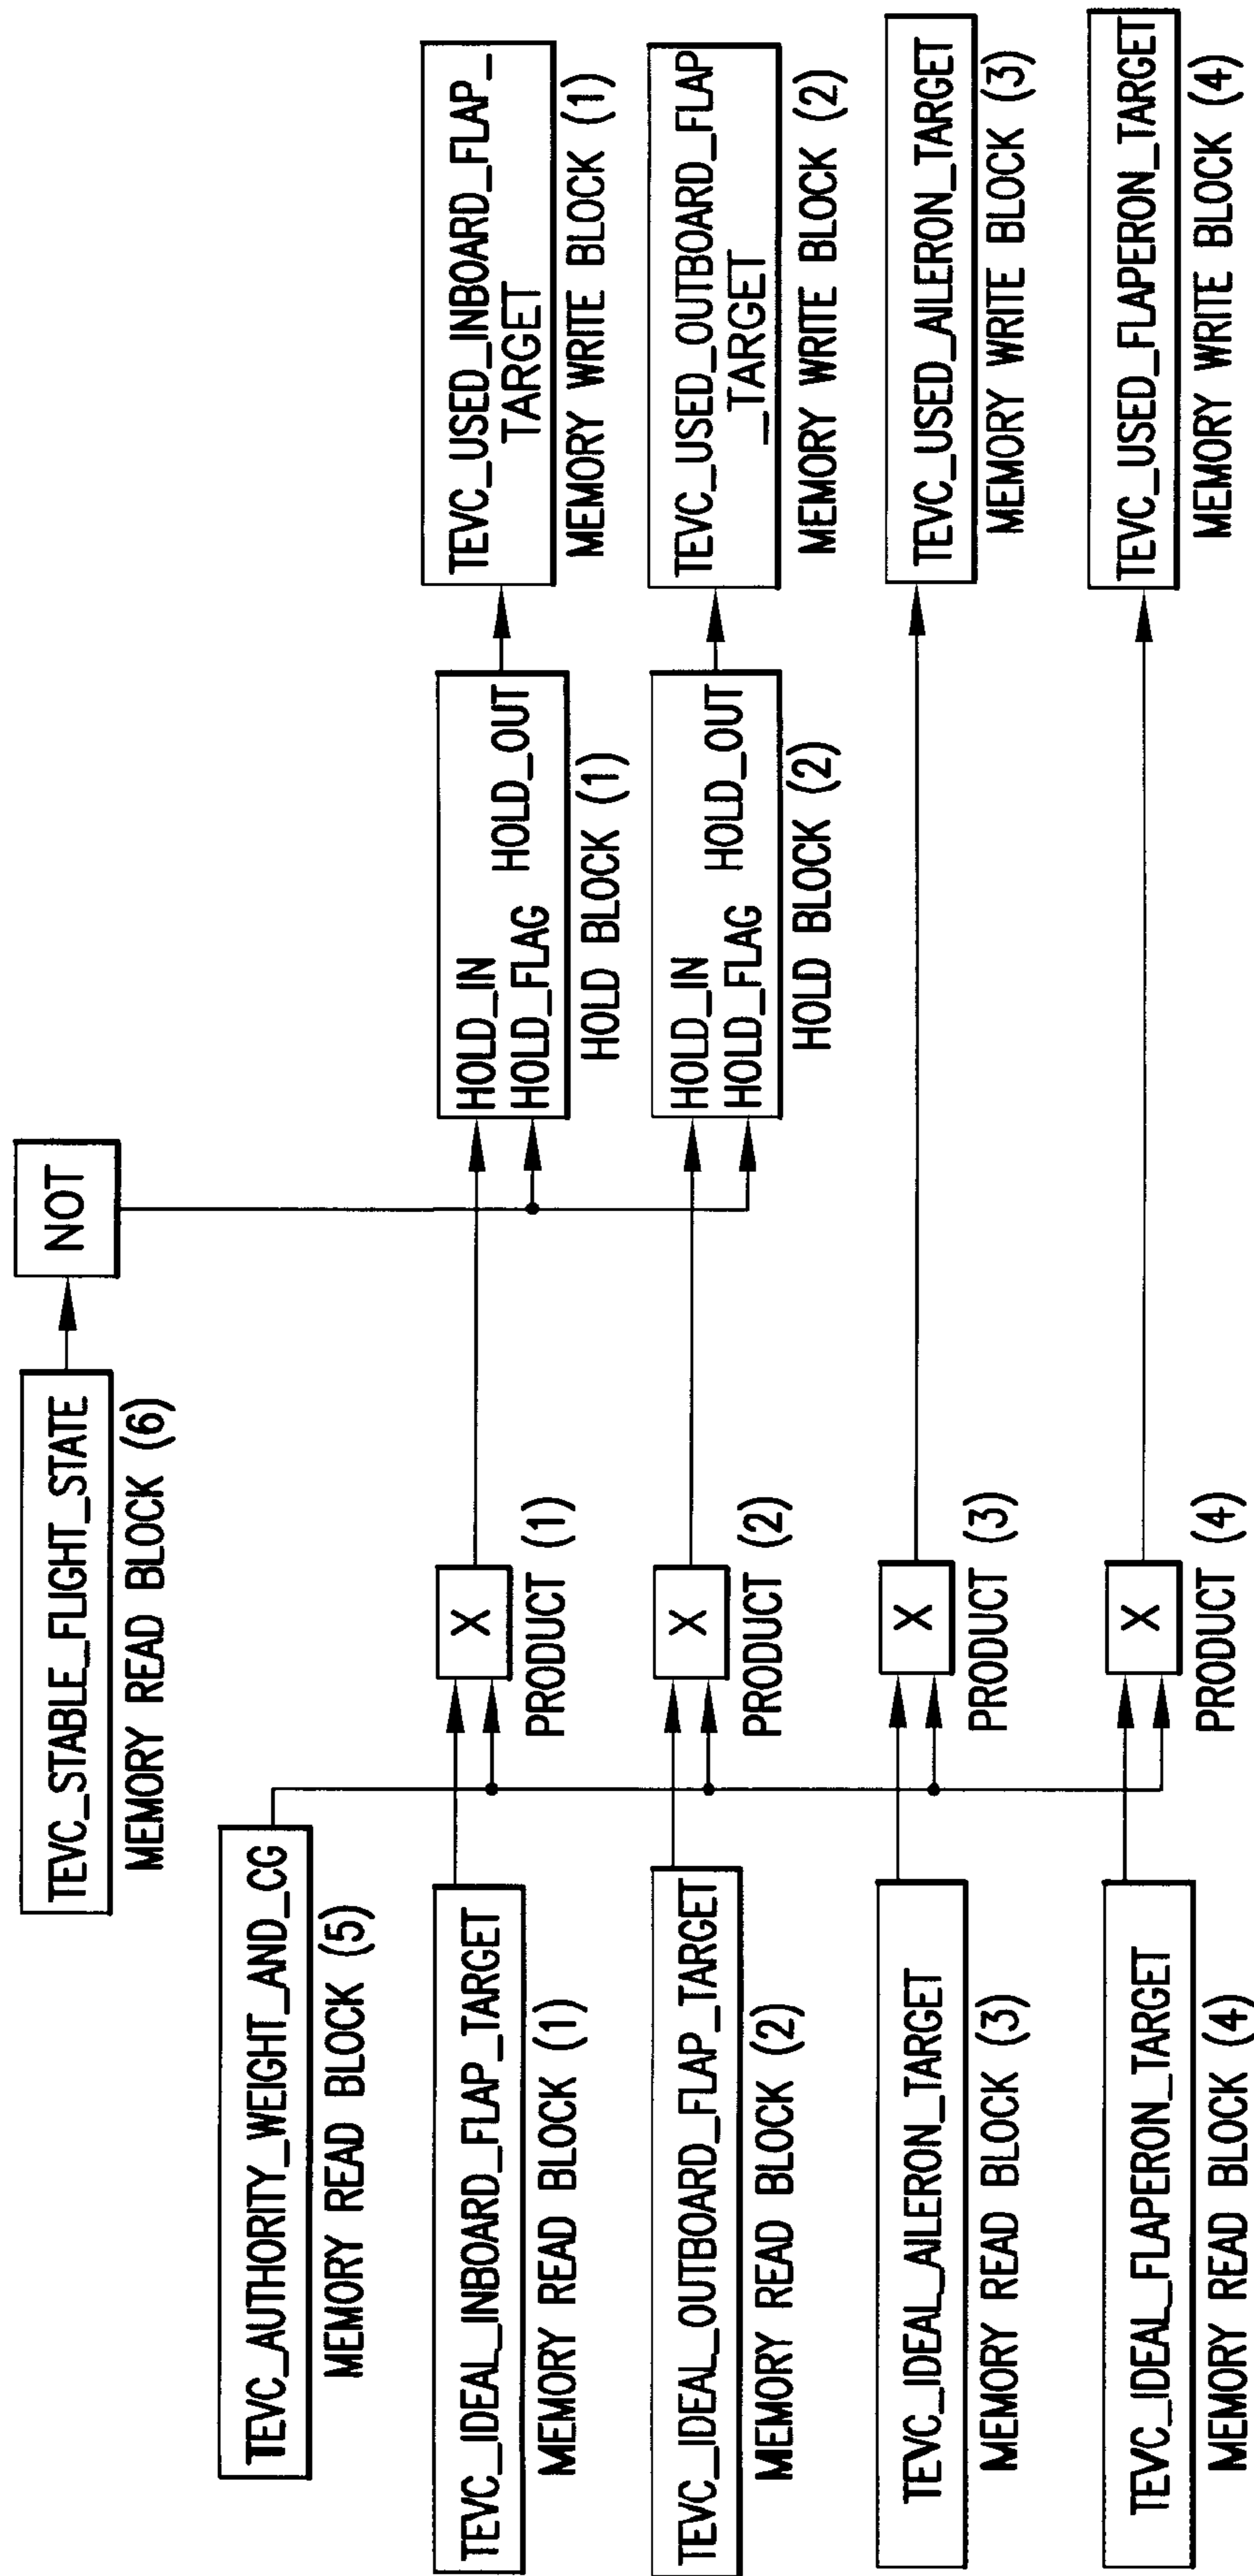 TEVC_STABLE_FLIGHT_STATE
MEMORY READ BLOCK (6)
NOT
TEVC_AUTHORITY_WEIGHT_AND_CG
MEMORY READ BLOCK (5)
TEVC_IDEAL_INBOARD_FLAP_TARGET
MEMORY READ BLOCK (1)
X
PRODUCT (1)
HOLD_IN
HOLD_FLAG
HOLD_OUT
HOLD BLOCK (1)
TEVC_USED_INBOARD_FLAP_
TARGET
MEMORY WRITE BLOCK (1)
TEVC_IDEAL_OUTBOARD_FLAP_TARGET
MEMORY READ BLOCK (2)
X
PRODUCT (2)
HOLD_IN
HOLD_FLAG
HOLD_OUT
HOLD BLOCK (2)
TEVC_USED_OUTBOARD_FLAP
_TARGET
MEMORY WRITE BLOCK (2)
TEVC_IDEAL_AILERON_TARGET
MEMORY READ BLOCK (3)
X
PRODUCT (3)
TEVC_USED_AILERON_TARGET
MEMORY WRITE BLOCK (3)
TEVC_IDEAL_FLAPERON_TARGET
MEMORY READ BLOCK (4)
X
PRODUCT (4)
TEVC_USED_FLAPERON_TARGET
MEMORY WRITE BLOCK (4)